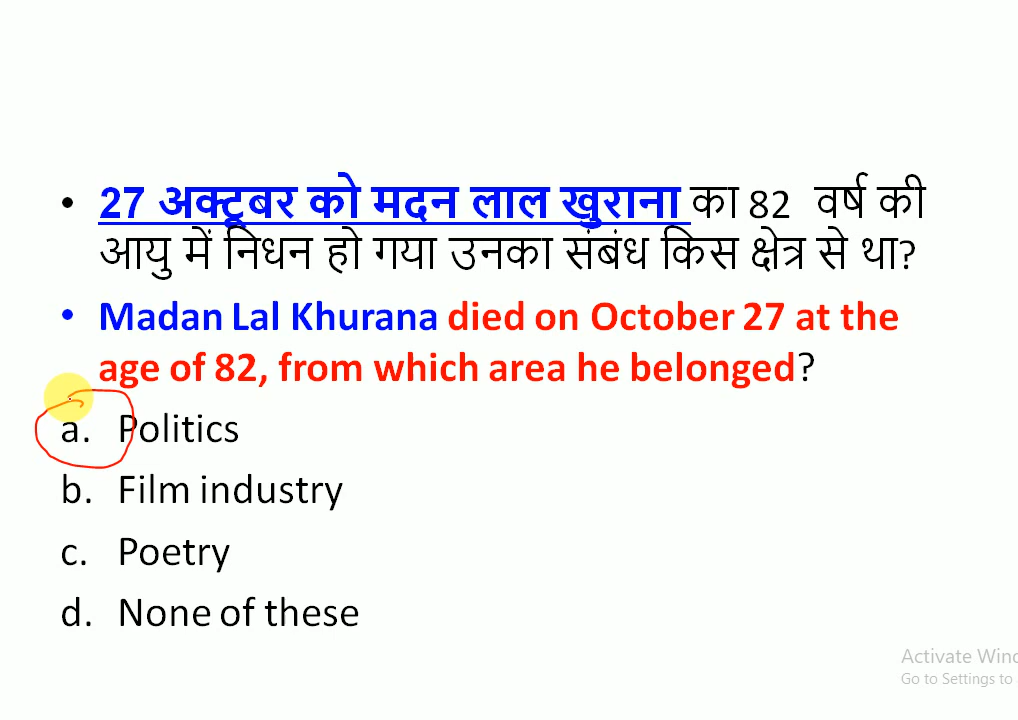 • 27 अक्टूबर को मदन लाल खुराना का 82 वर्ष की
आयु में निधन हो गया उनका संबंध किस क्षेत्र से था?
• Madan Lal Khurana died on October 27 at the
age of 82, from which area he belonged?
a. Politics
b. Film industry
c. Poetry
d. None of these
Activate Winc
Go to Settings to